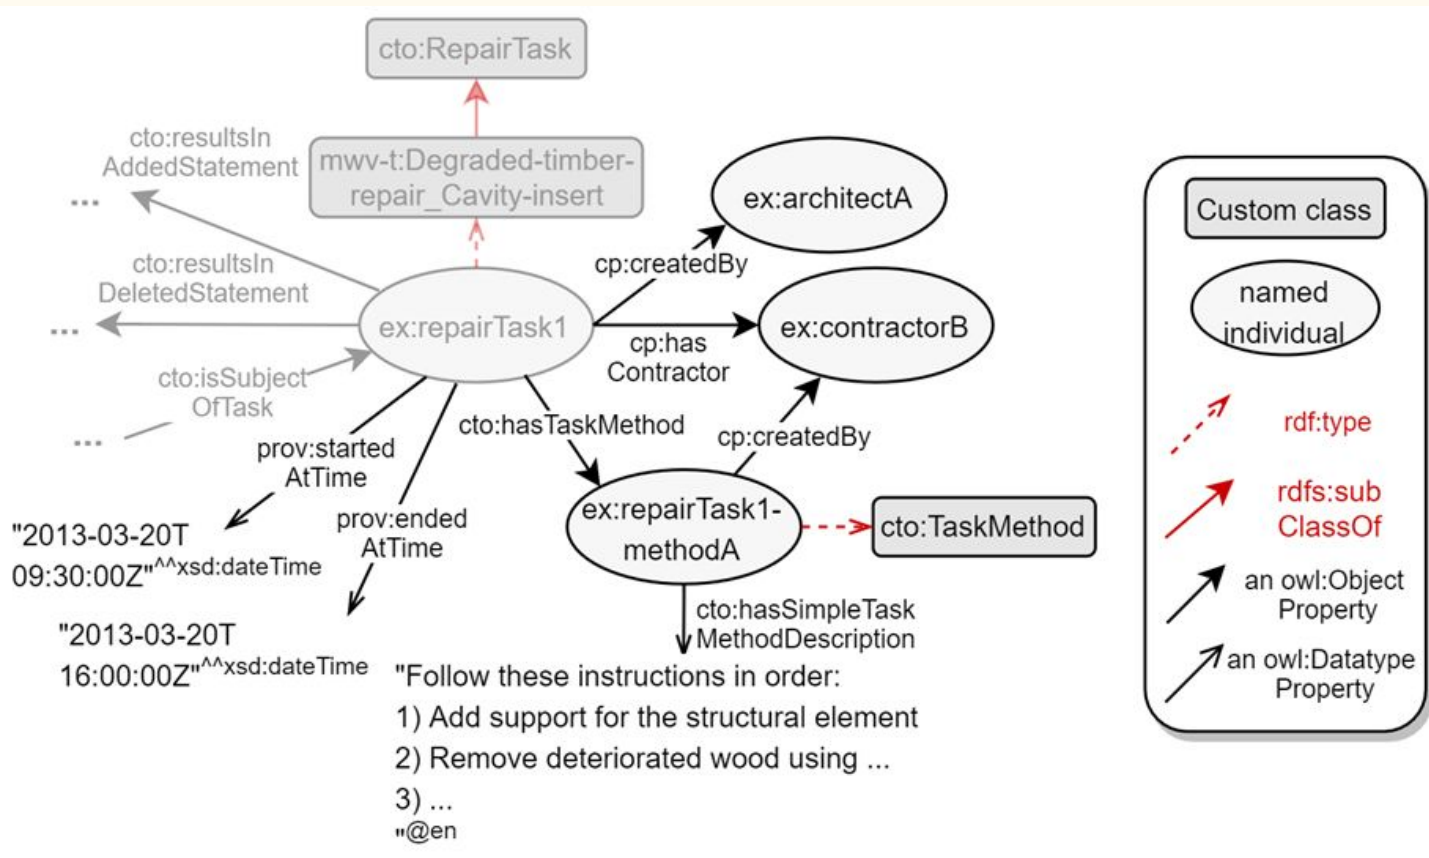 cto:RepairTask
cto:resultsIn
AddedStatement
...
mwv-t:Degraded-timber-
repair_Cavity-insert
ex:architectA
cp:createdBy
cto:resultsIn
DeletedStatement
...
ex:repairTask1
cp:has
Contractor
ex:contractorB
cto:isSubject
OfTask
...
prov:started
AtTime
cto:hasTaskMethod
cp:createdBy
"2013-03-20T
09:30:00Z"^^xsd:dateTime
prov:ended
AtTime
ex:repairTask1-
methodA
cto:TaskMethod
"2013-03-20T
16:00:00Z"^^xsd:dateTime
cto:hasSimpleTask
MethodDescription
"Follow these instructions in order:
1) Add support for the structural element
2) Remove deteriorated wood using ...
3) ...
"@en
Custom class
named
individual
rdf:type
rdfs:sub
ClassOf
an owl:Object
Property
an owl:Datatype
Property